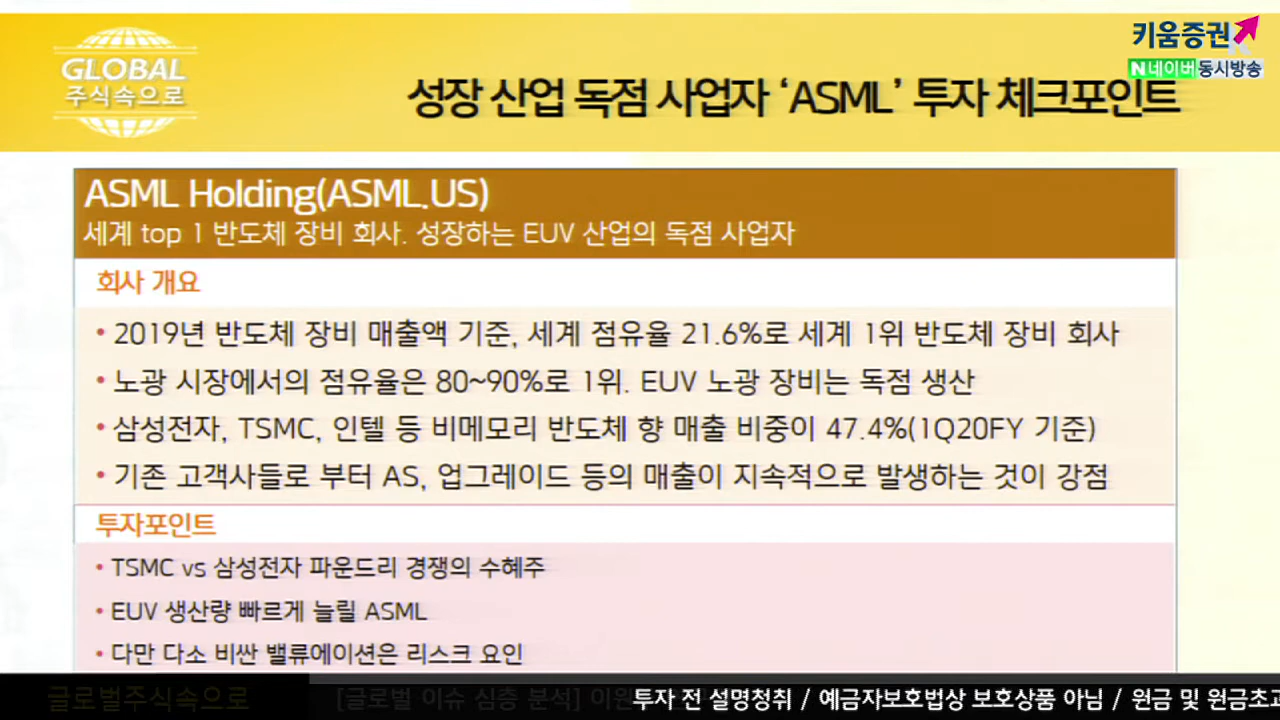 GLOBAL
주식속으로
키움증권
N네이버 동시방송
성장 산업 독점 사업자 ‘ASML’ 투자 체크포인트
ASML Holding(ASML.US)
세계 top 1 반도체 장비 회사. 성장하는 EUV 산업의 독점 사업자
회사 개요
• 2019년 반도체 장비 매출액 기준, 세계 점유율 21.6%로 세계 1위 반도체 장비 회사
• 노광 시장에서의 점유율은 80~90%로 1위. EUV 노광 장비는 독점 생산
• 삼성전자, TSMC, 인텔 등 비메모리 반도체 향 매출 비중이 47.4%(1Q20FY 기준)
• 기존 고객사들로 부터 AS, 업그레이드 등의 매출이 지속적으로 발생하는 것이 강점
투자포인트
• TSMC vs 삼성전자 파운드리 경쟁의 수혜주
• EUV 생산량 빠르게 늘릴 ASML
• 다만 다소 비싼 밸류에이션은 리스크 요인
글로벌주식속으로
[글로벌 이슈 심층 분석] 이원
투자 전 설명청취 / 예금자보호법상 보호상품 아님 / 원금 및 원금초과